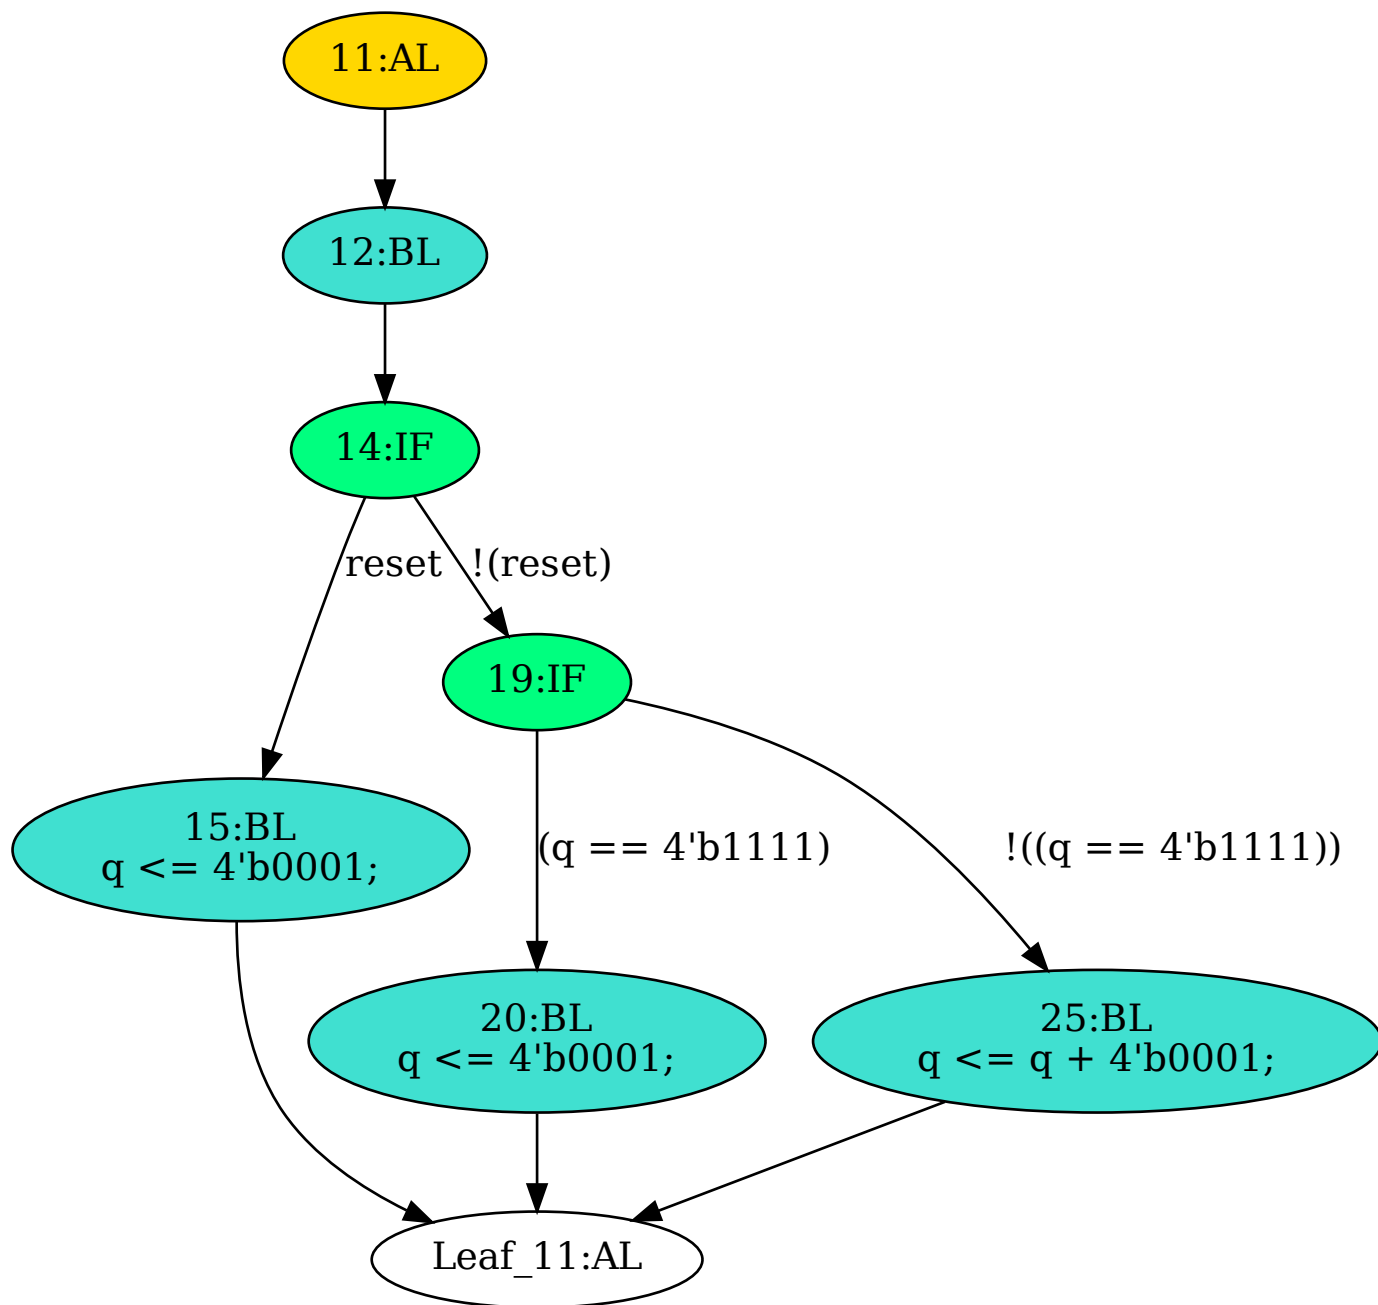 11:AL
12:BL
14:IF
reset
!(reset)
19:IF
15:BL
q <= 4'b0001;
(q == 4'b1111)
!((q == 4'b1111))
20:BL
q <= 4'b0001;
25:BL
q <= q + 4'b0001;
Leaf_11:AL